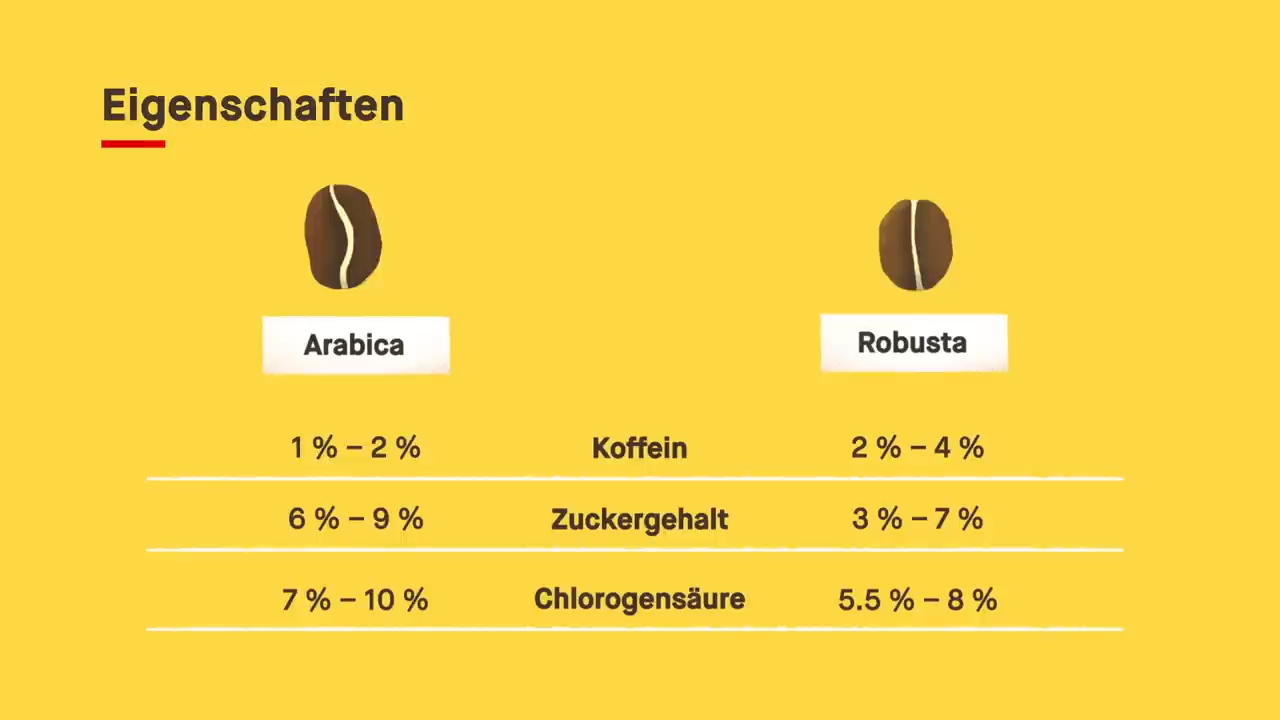 Eigenschaften
Arabica
Robusta
1 % – 2 % Koffein 2 % – 4 %
6 % – 9 % Zuckergehalt 3 % – 7 %
7 % – 10 % Chlorogensäure 5.5 % – 8 %